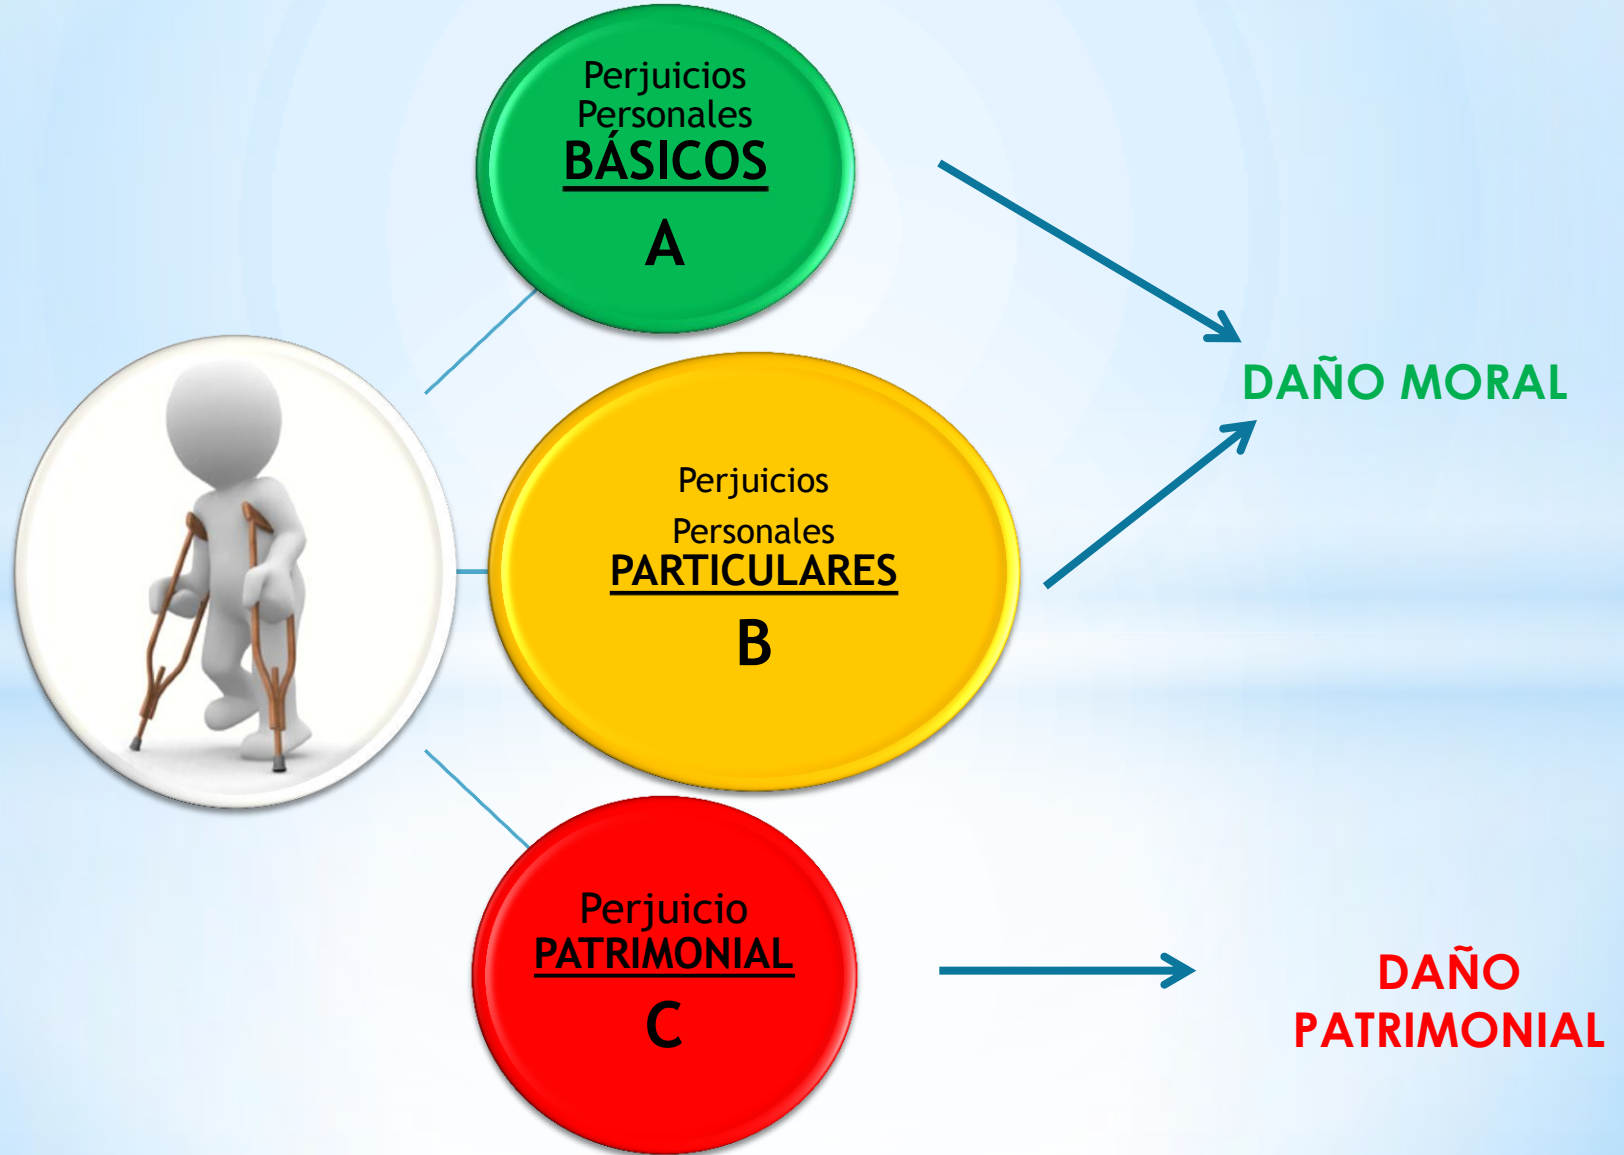 Perjuicios
Personales
BÁSICOS
A
DAÑO MORAL
Perjuicios
Personales
PARTICULARES
B
Perjuicio
PATRIMONIAL
C
DAÑO
PATRIMONIAL